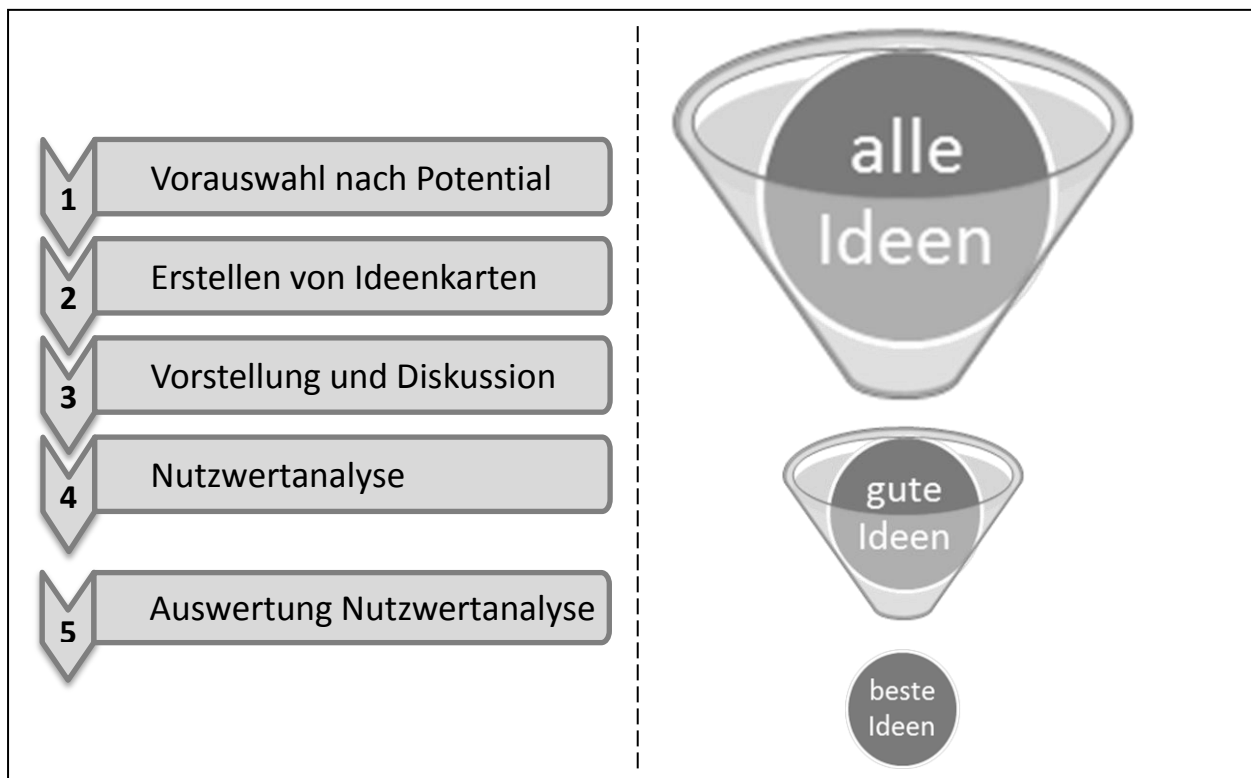 1 Vorauswahl nach Potential
2 Erstellen von Ideenkarten
3 Vorstellung und Diskussion
4 Nutzwertanalyse
5 Auswertung Nutzwertanalyse
alle
Ideen
gute
Ideen
beste
Ideen